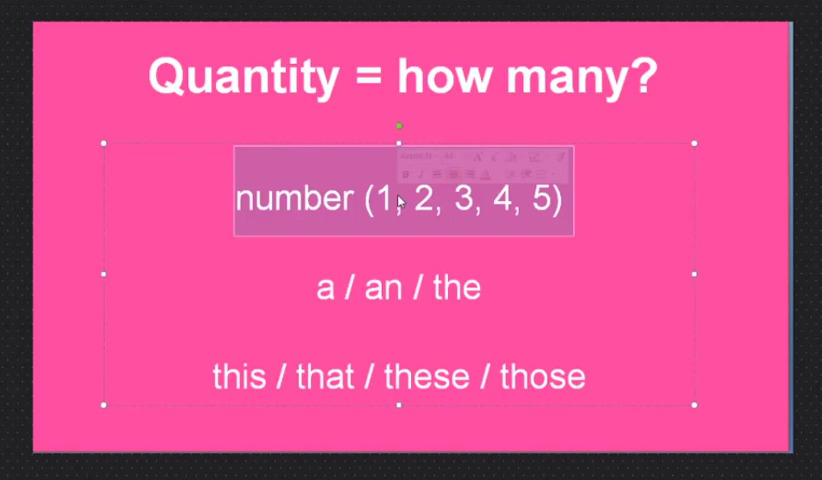 Quantity = how many?
number (1, 2, 3, 4, 5)
a / an / the
this / that / these / those